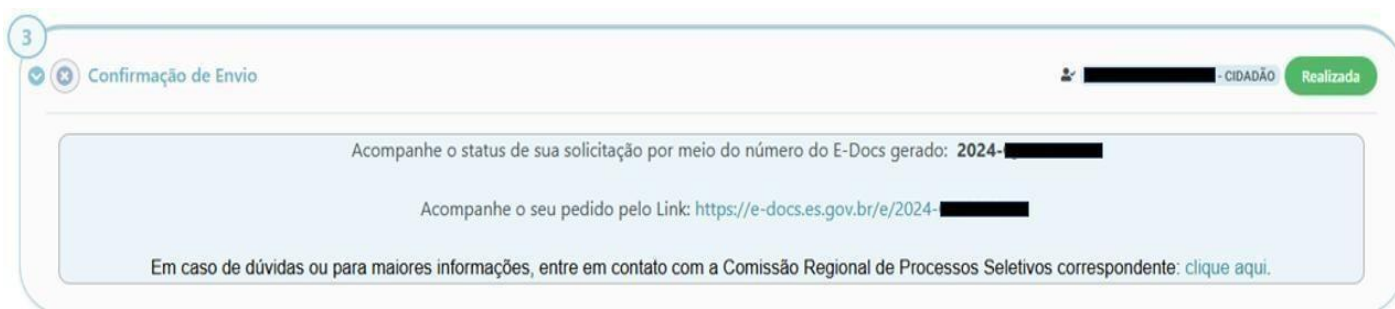 3
Confirmação de Envio
- CIDADÃO
Realizada
Acompanhe o status de sua solicitação por meio do número do E-Docs gerado: 2024-
Acompanhe o seu pedido pelo Link: https://e-docs.es.gov.br/e/2024-
Em caso de dúvidas ou para maiores informações, entre em contato com a Comissão Regional de Processos Seletivos correspondente: clique aqui.